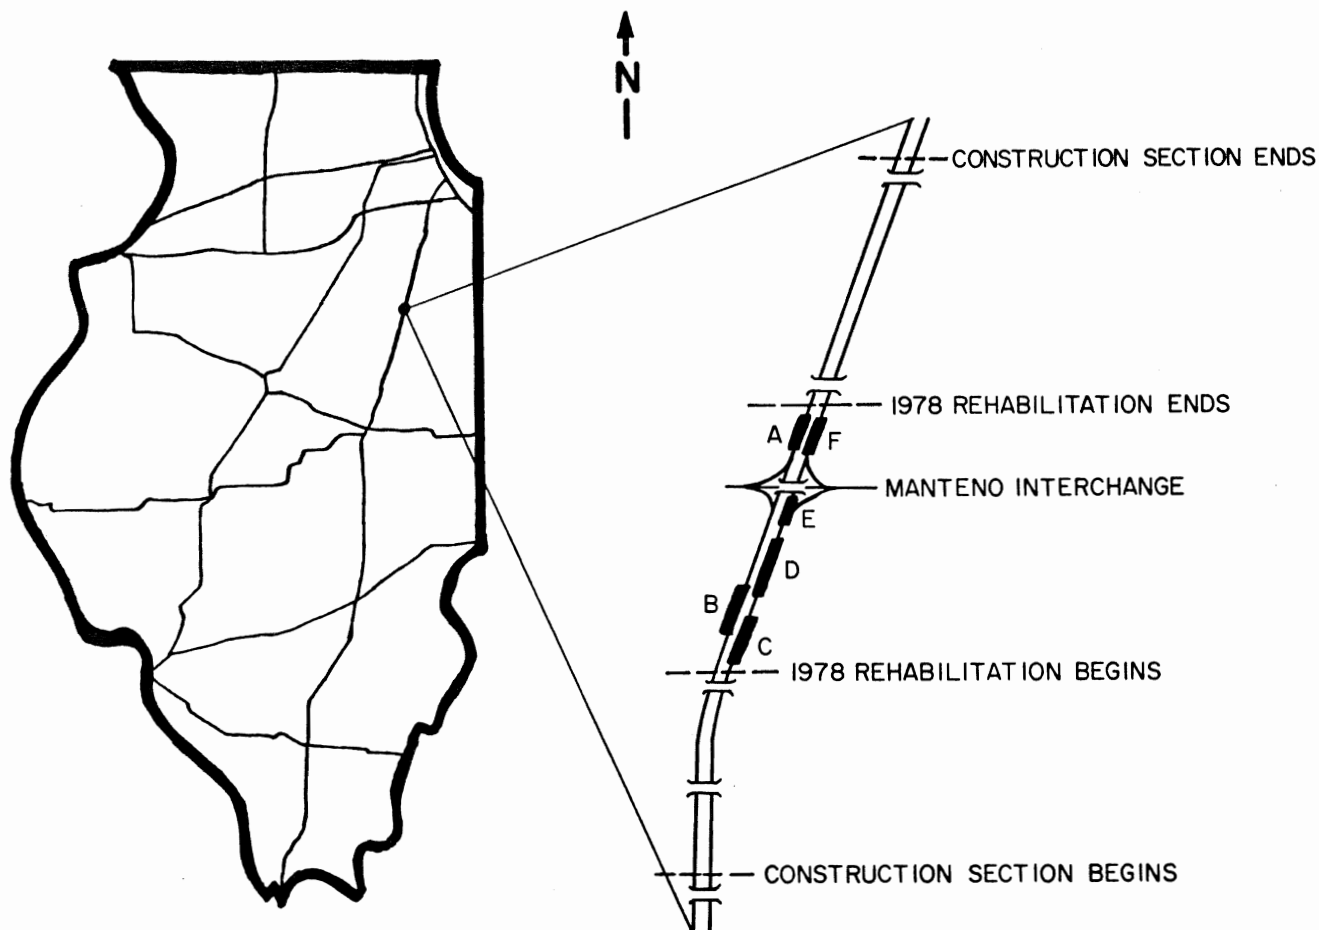 N
CONSTRUCTION SECTION ENDS
1978 REHABILITATION ENDS
A
F
MANTENO INTERCHANGE
E
D
B
C
1978 REHABILITATION BEGINS
CONSTRUCTION SECTION BEGINS